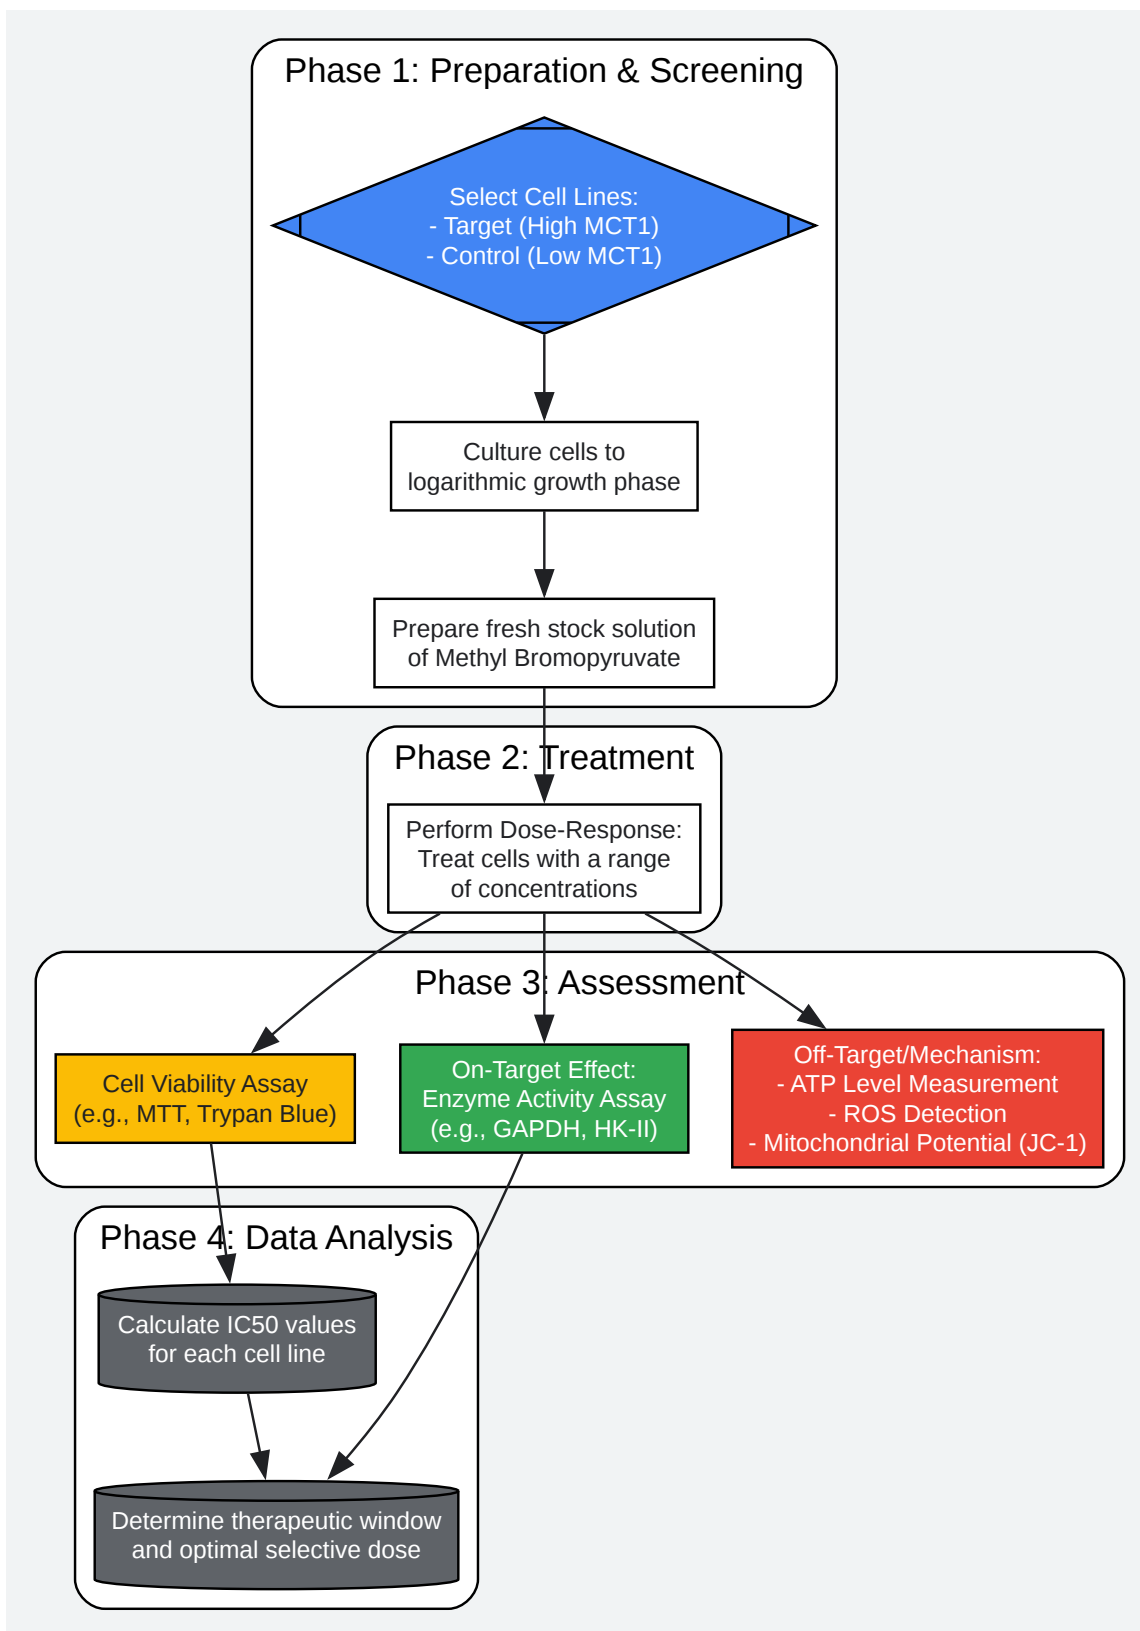 Phase 1: Preparation & Screening
Select Cell Lines:
- Target (High MCT1)
- Control (Low MCT1)
Culture cells to
logarithmic growth phase
Prepare fresh stock solution
of Methyl Bromopyruvate
Phase 2: Treatment
Perform Dose-Response:
Treat cells with a range
of concentrations
Phase 3: Assessment
Cell Viability Assay
(e.g., MTT, Trypan Blue)
On-Target Effect:
Enzyme Activity Assay
(e.g., GAPDH, HK-II)
Off-Target/Mechanism:
- ATP Level Measurement
- ROS Detection
- Mitochondrial Potential (JC-1)
Phase 4: Data Analysis
Calculate IC50 values
for each cell line
Determine therapeutic window
and optimal selective dose